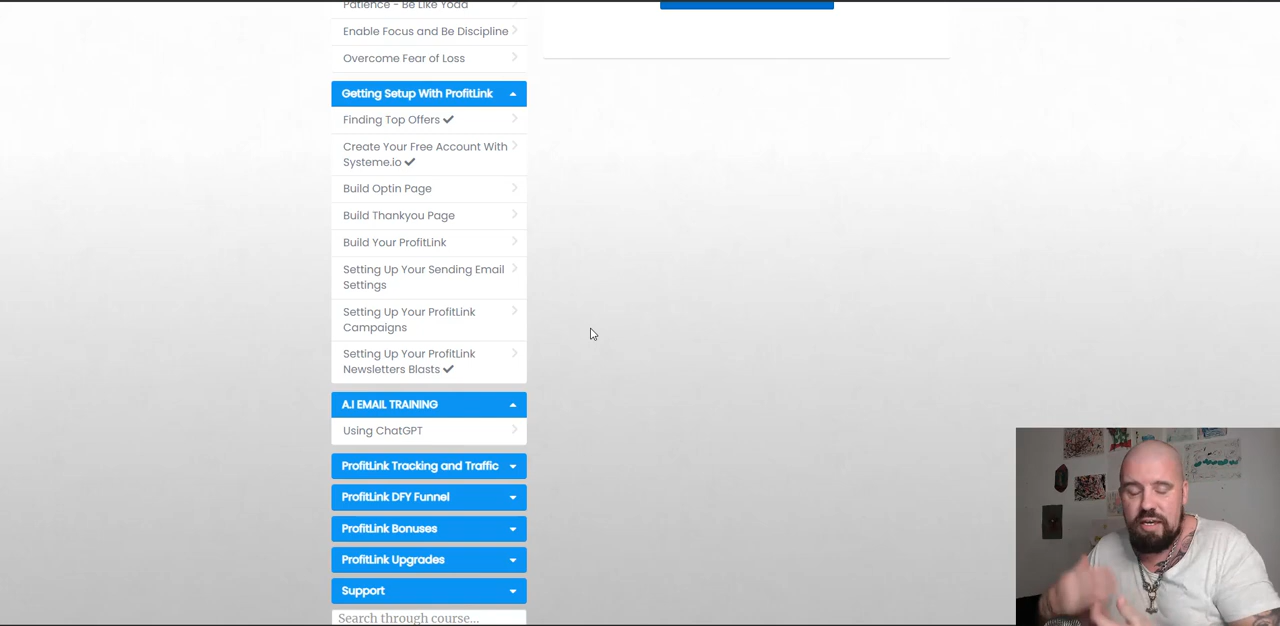 Patience - Be Like Yoda
Enable Focus and Be Discipline
Overcome Fear of Loss
Getting Setup With ProfitLink
Finding Top Offers
Create Your Free Account With
Systeme.io
Build Optin Page
Build Thankyou Page
Build Your ProfitLink
Setting Up Your Sending Email
Settings
Setting Up Your ProfitLink
Campaigns
Setting Up Your ProfitLink
Newsletters Blasts
A.I EMAIL TRAINING
Using ChatGPT
ProfitLink Tracking and Traffic
ProfitLink DFY Funnel
ProfitLink Bonuses
ProfitLink Upgrades
Support
Search through course...